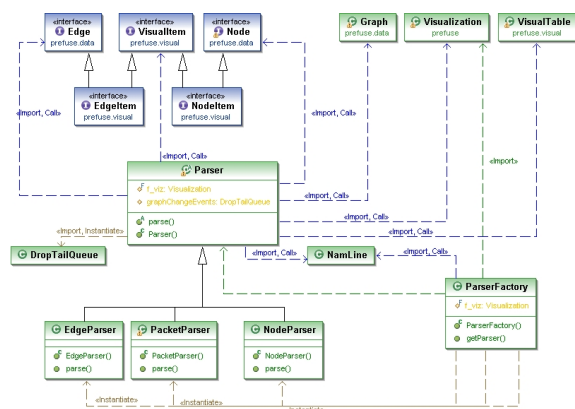 «interface»
Edge
prefuse.data
«interface»
VisualItem
prefuse.visual
«interface»
Node
prefuse.data
Graph
prefuse.data
Visualization
prefuse
VisualTable
prefuse.visual
«interface»
EdgeItem
prefuse.visual
«interface»
NodeItem
prefuse.visual
«Import, Call»
«Import, Call»
«Import, Call»
«Import, Call»
«Import»
Parser
f_viz: Visualization
graphChangeEvents: DropTailQueue
parse()
Parser()
«Import, Call»
«Import, Call»
«Import, Call»
«Import, Instantiate»
«Import, Call»
«Import, Call»
DropTailQueue
NamLine
ParserFactory
f_viz: Visualization
ParserFactory()
getParser()
EdgeParser
EdgeParser()
parse()
PacketParser
PacketParser()
parse()
NodeParser
NodeParser()
parse()
«Instantiate»
«Instantiate»
«Instantiate»